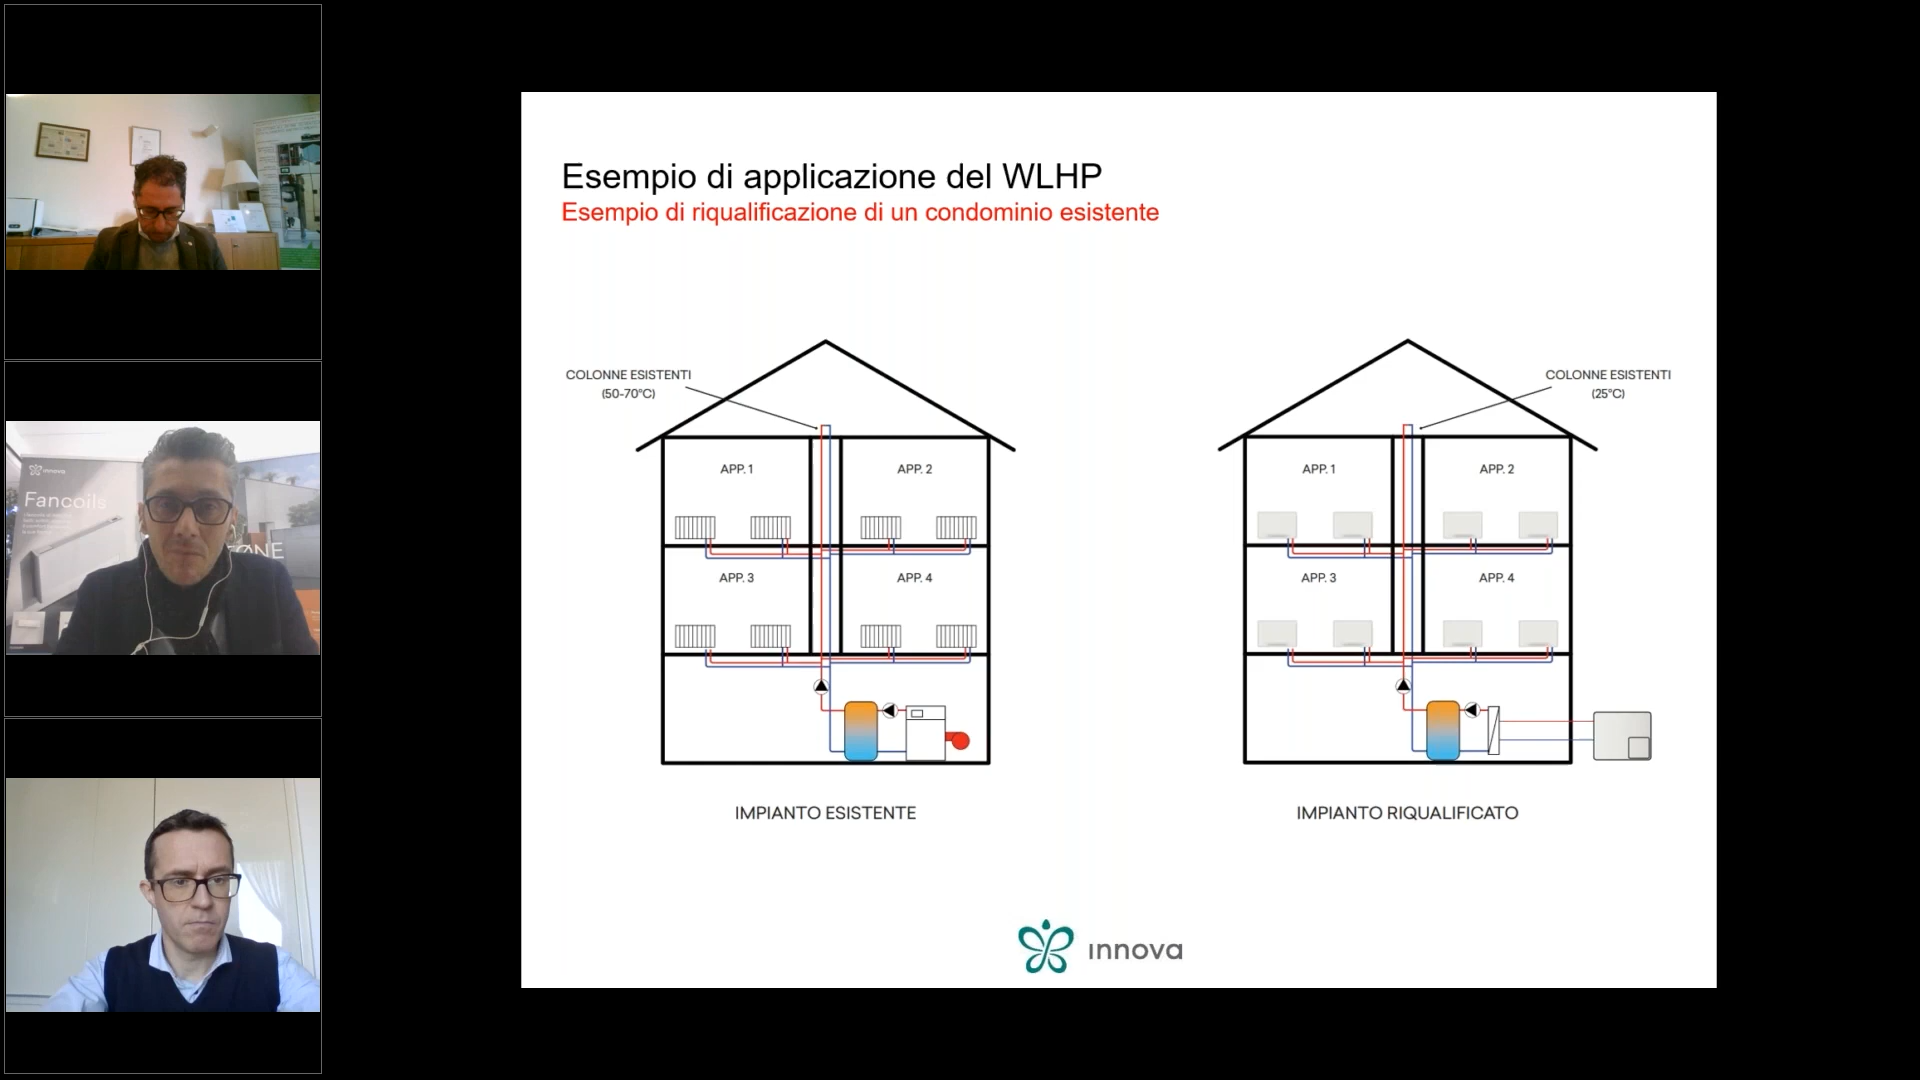 Esempio di applicazione del WLHP
Esempio di riqualificazione di un condominio esistente
COLONNE ESISTENTI
(50-70°C)
APP. 1
APP. 2
APP. 3
APP. 4
IMPIANTO ESISTENTE
COLONNE ESISTENTI
(25°C)
APP. 1
APP. 2
APP. 3
APP. 4
IMPIANTO RIQUALIFICATO
innova
innova
Fancoils